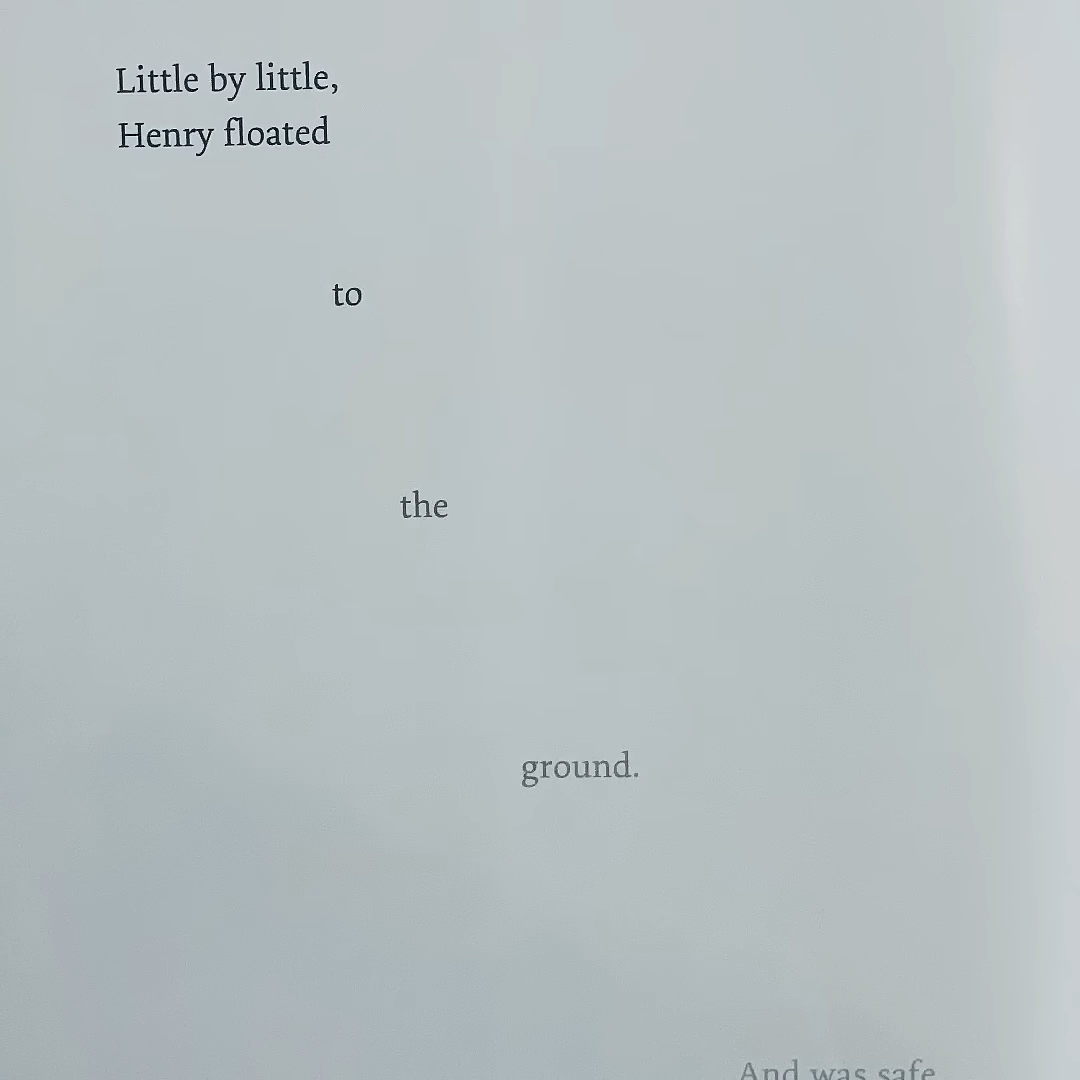 Little by little,
Henry floated
to
the
ground.
And was safe